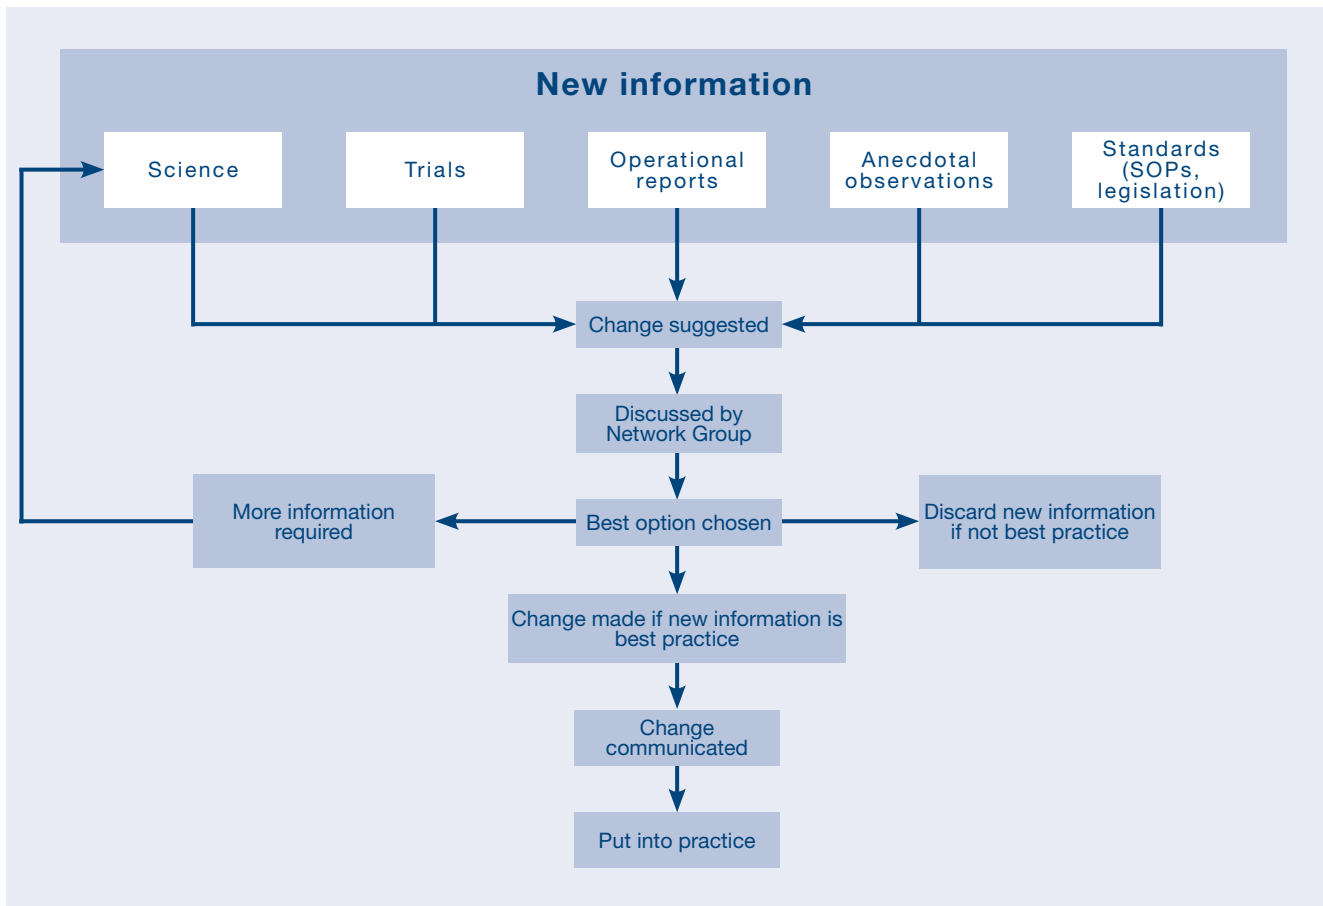 New information
Science
Trials
Operational
reports
Anecdotal
observations
Standards
(SOPs,
legislation)
Change suggested
Discussed by
Network Group
More information
required
Best option chosen
Discard new information
if not best practice
Change made if new information is
best practice
Change
communicated
Put into practice